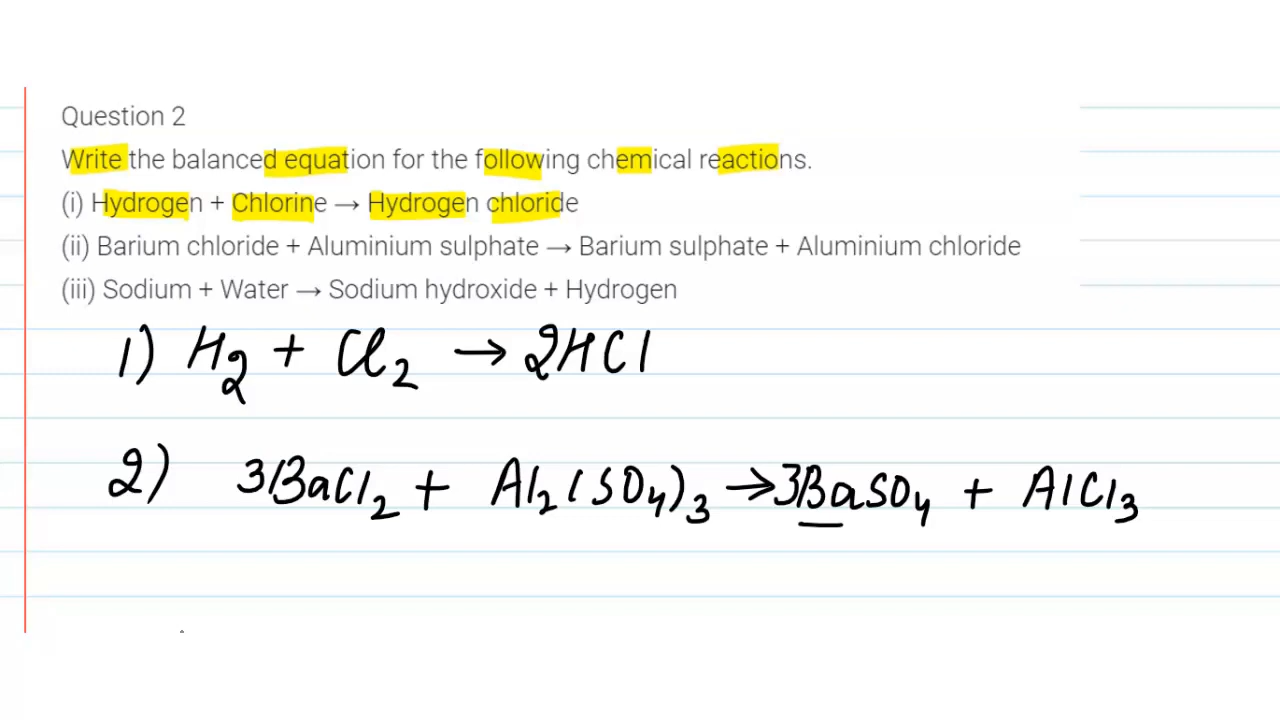 Question 2
Write the balanced equation for the following chemical reactions.
(i) Hydrogen + Chlorine → Hydrogen chloride
(ii) Barium chloride + Aluminium sulphate → Barium sulphate + Aluminium chloride
(iii) Sodium + Water → Sodium hydroxide + Hydrogen
1) H₂ + Cl₂ → 2HCl
2) 3BaCl₂ + Al₂(SO₄)₃ → 3BaSO₄ + AlCl₃